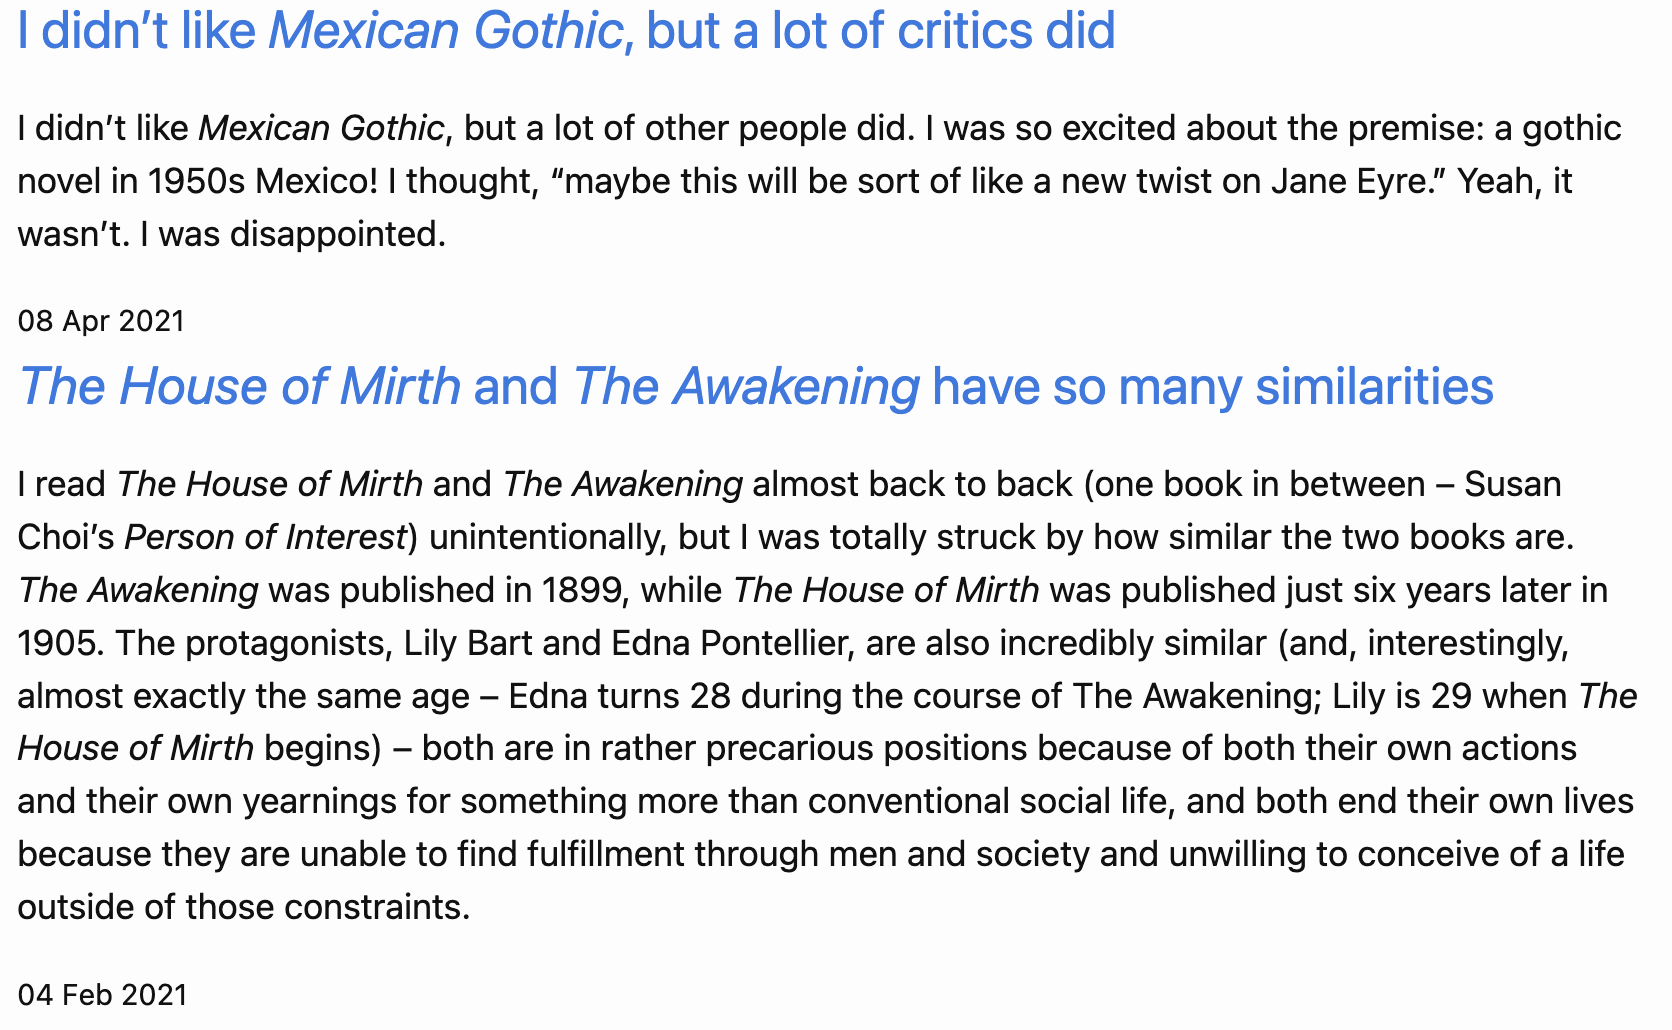 I didn’t like Mexican Gothic, but a lot of critics did
I didn’t like Mexican Gothic, but a lot of other people did. I was so excited about the premise: a gothic
novel in 1950s Mexico! I thought, “maybe this will be sort of like a new twist on Jane Eyre.” Yeah, it
wasn’t. I was disappointed.
08 Apr 2021
The House of Mirth and The Awakening have so many similarities
I read The House of Mirth and The Awakening almost back to back (one book in between – Susan
Choi’s Person of Interest) unintentionally, but I was totally struck by how similar the two books are.
The Awakening was published in 1899, while The House of Mirth was published just six years later in
1905. The protagonists, Lily Bart and Edna Pontellier, are also incredibly similar (and, interestingly,
almost exactly the same age – Edna turns 28 during the course of The Awakening; Lily is 29 when The
House of Mirth begins) – both are in rather precarious positions because of both their own actions
and their own yearnings for something more than conventional social life, and both end their own lives
because they are unable to find fulfillment through men and society and unwilling to conceive of a life
outside of those constraints.
04 Feb 2021